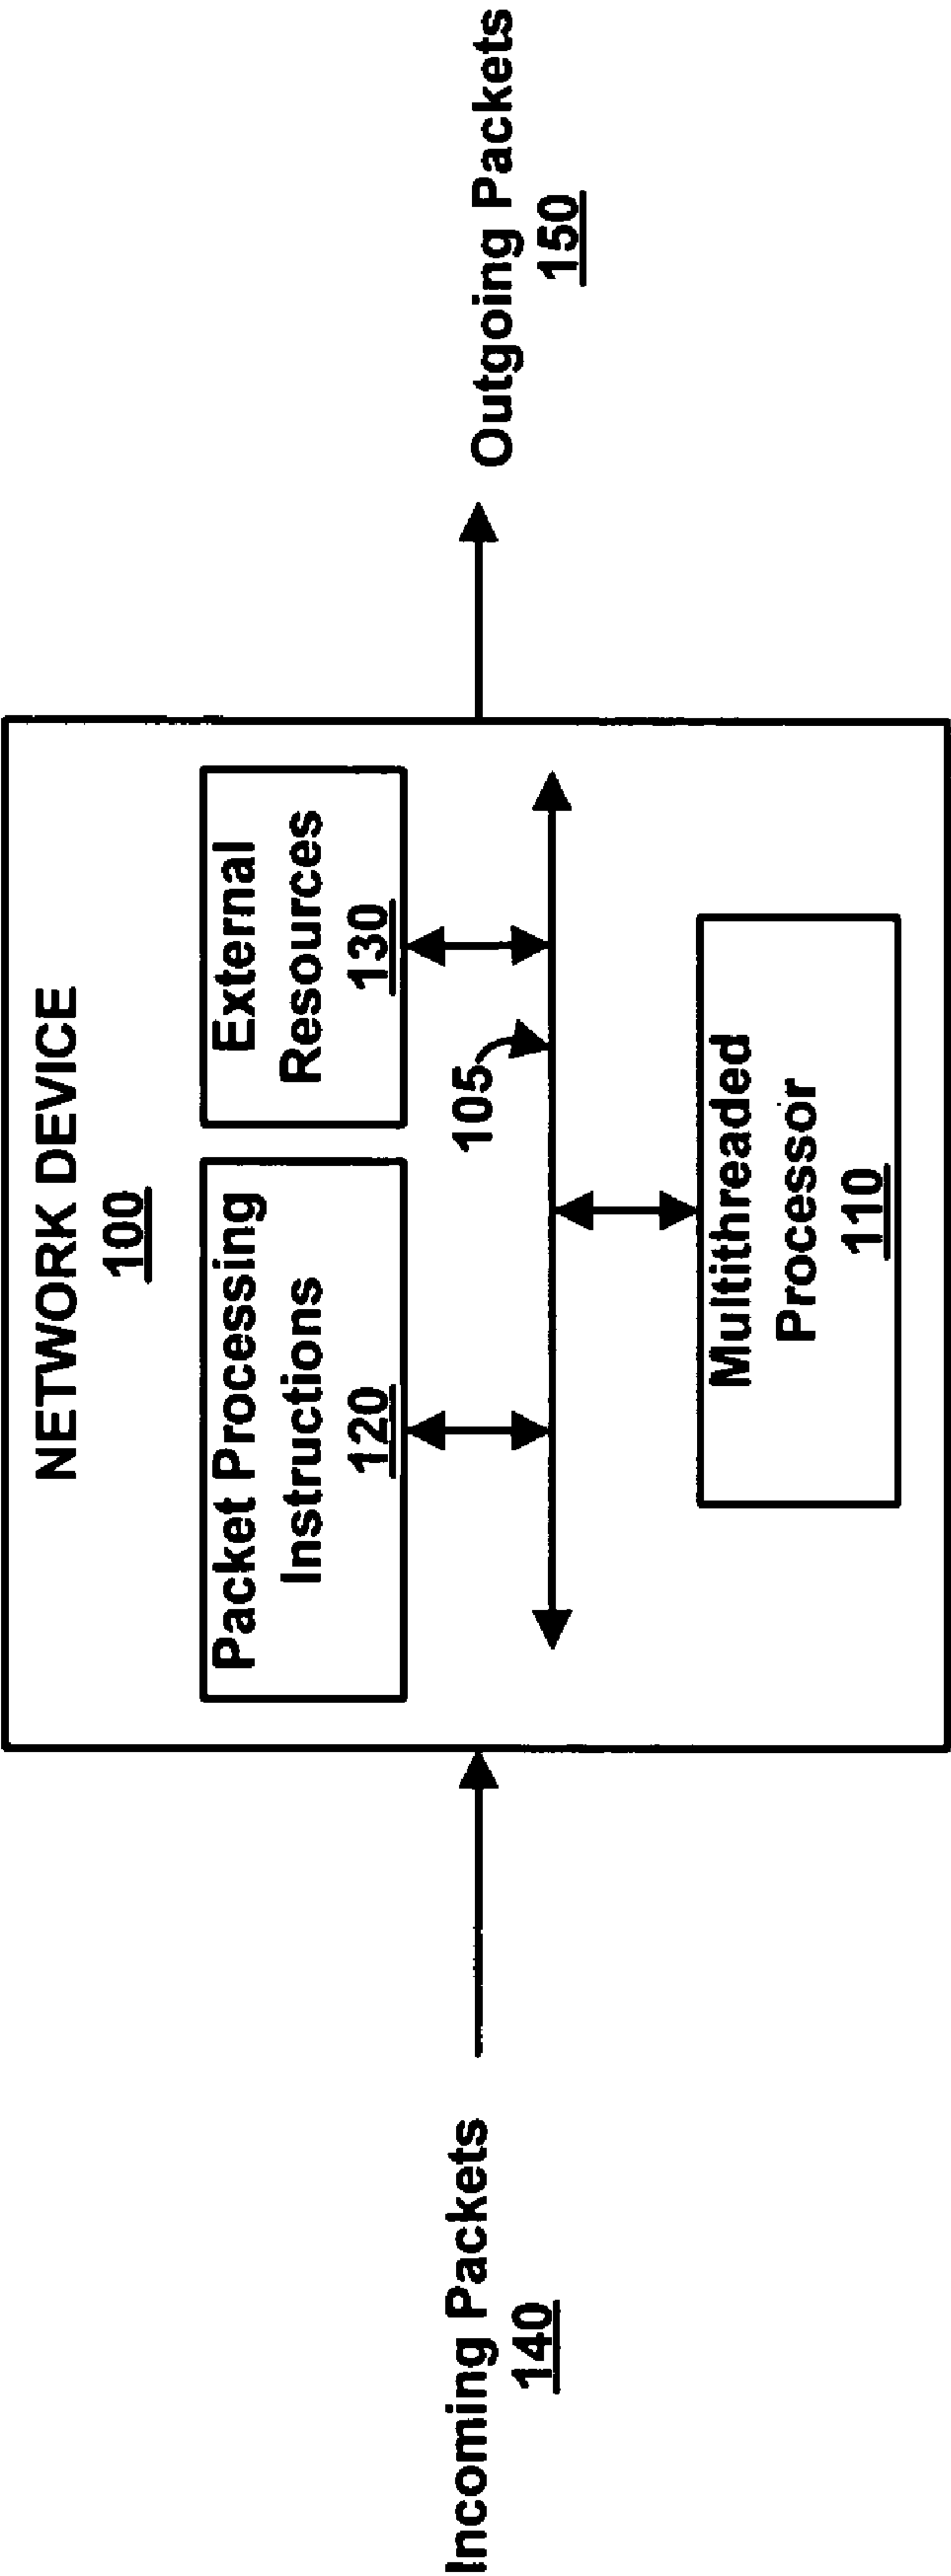 NETWORK DEVICE
100
Packet Processing
Instructions
120
External
Resources
130
105
Multithreaded
Processor
110
Incoming Packets
140
Outgoing Packets
150